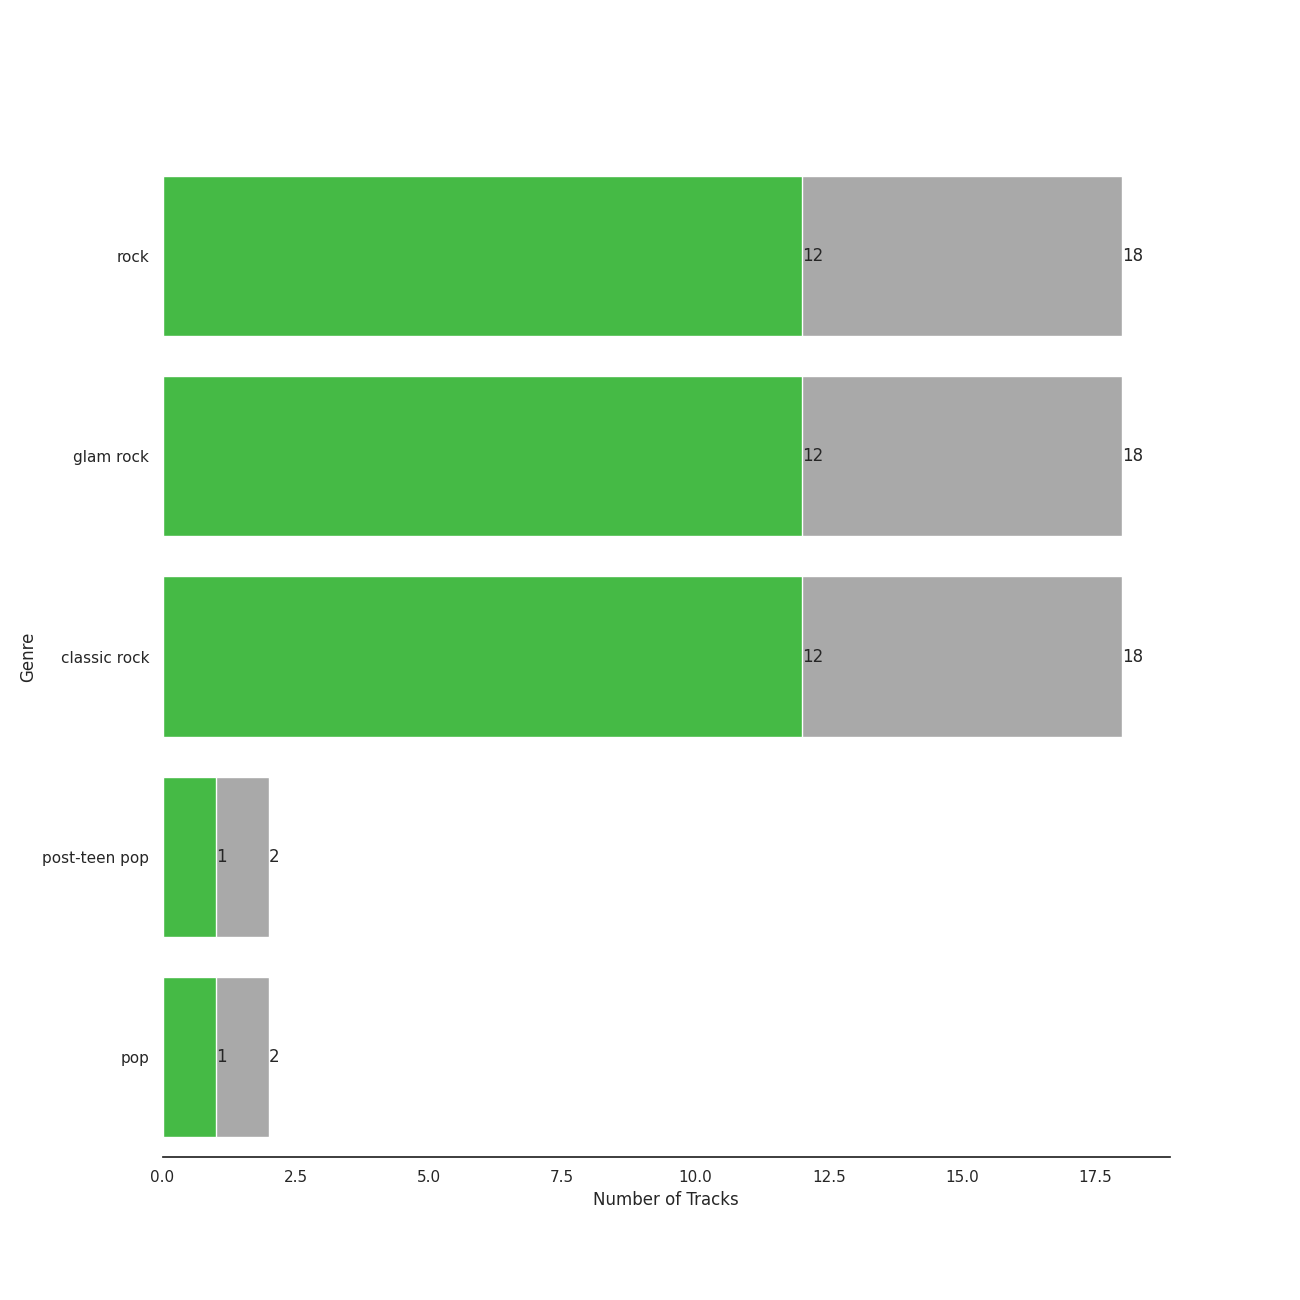 rock 12 18
glam rock 12 18
classic rock 12 18
post-teen pop 1 2
pop 1 2
Genre
0.0 2.5 5.0 7.5 10.0 12.5 15.0 17.5
Number of Tracks